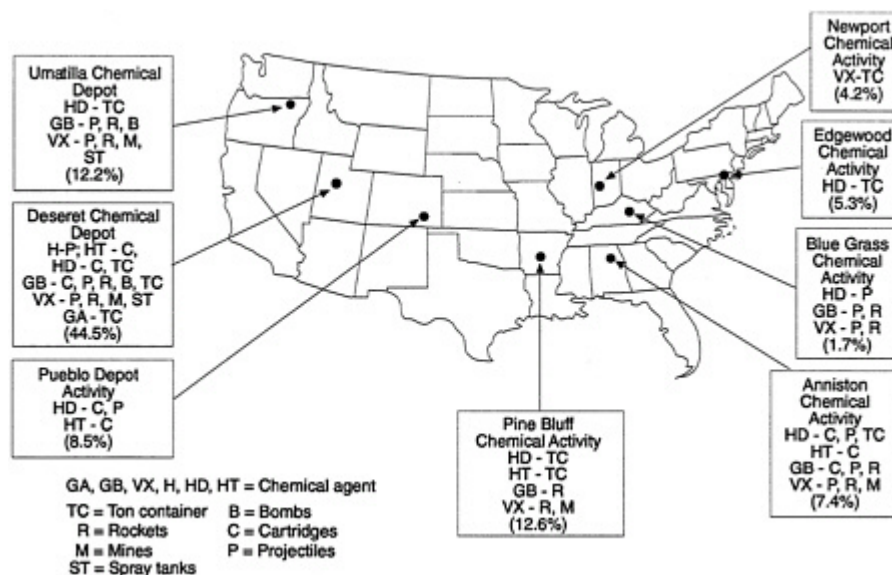 Umatilla Chemical
Depot
HD - TC
GB - P, R, B
VX - P, R, M,
ST
(12.2%)
Deseret Chemical
Depot
H-P; HT - C,
HD - C, TC
GB - C, P, R, B, TC
VX - P, R, M, ST
GA - TC
(44.5%)
Pueblo Depot
Activity
HD - C, P
HT - C
(8.5%)
Newport
Chemical
Activity
VX-TC
(4.2%)
Edgewood
Chemical
Activity
HD - TC
(5.3%)
Blue Grass
Chemical
Activity
HD - P
GB - P, R
VX - P, R
(1.7%)
Anniston
Chemical
Activity
HD - C, P, TC
HT - C
GB - C, P, R
VX - P, R, M
(7.4%)
Pine Bluff
Chemical Activity
HD - TC
HT - TC
GB - R
VX - R, M
(12.6%)
GA, GB, VX, H, HD, HT = Chemical agent
TC = Ton container B = Bombs
R = Rockets C = Cartridges
M = Mines P = Projectiles
ST = Spray tanks